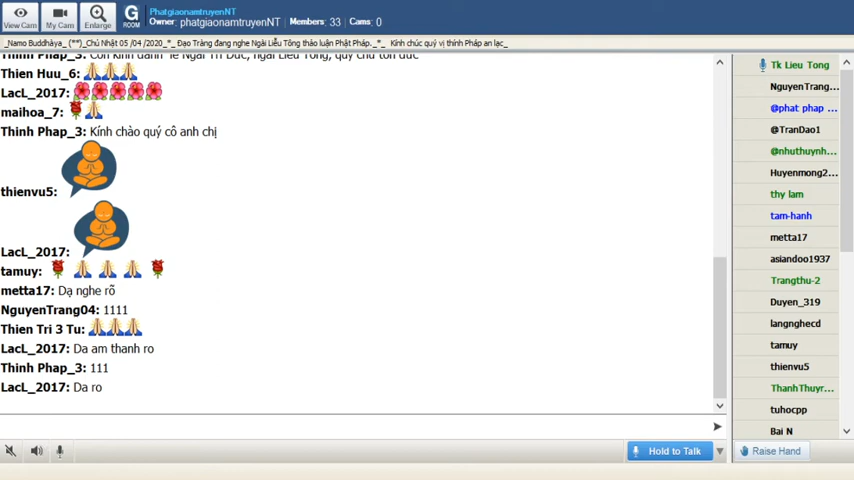 View Cam
My Cam
Enlarge
G ROOM
PhatgiaonamtruyenNT
Owner: phatgiaonamtruyenNT
Members: 33
Cams: 0
_Namo Buddhàya_ (**)_Chủ Nhật 05 /04 /2020_*_ Đạo Tràng đang nghe Ngài Liễu Tông thảo luận Phật Pháp._*_ Kính chúc quý vị thính Pháp an lạc_
Thien Huu_6:
LacL_2017:
maihoa_7:
Thinh Phap_3: Kính chào quý cô anh chị
thienvu5:
LacL_2017:
tamuy:
metta17: Dạ nghe rõ
NguyenTrang04: 1111
Thien Tri 3 Tu:
LacL_2017: Da am thanh ro
Thinh Phap_3: 111
LacL_2017: Da ro
Hold to Talk
Tk Lieu Tong
NguyenTrang...
@phat phap ...
@TranDao1
@nhuthuynh...
Huyenmong2...
thy lam
tam-hanh
metta17
asiandoo1937
Trangthu-2
Duyen_319
langnghecd
tamuy
thienvu5
ThanhThuyr...
tuhocpp
Bai N
Raise Hand